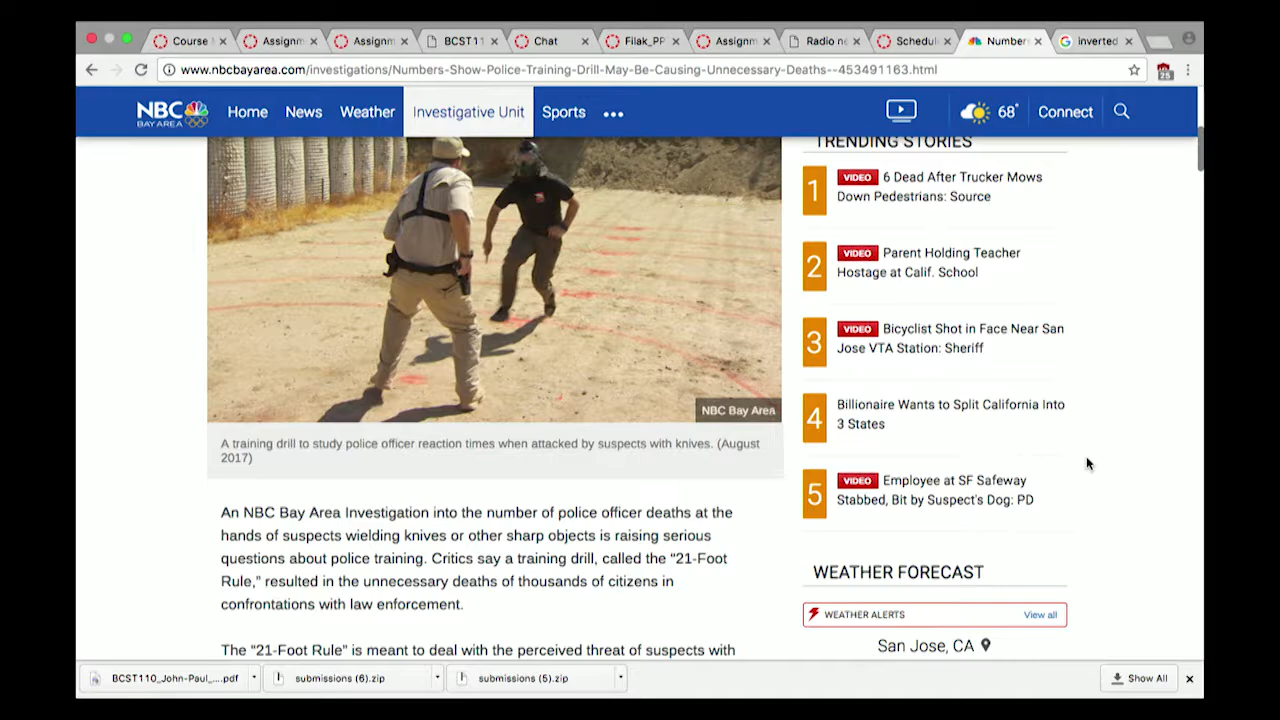 Course
Assignm
Assignm
BCST11
Chat
Filak_PP
Assignm
Radio ne
Schedul
Numbers
inverted
www.nbcbayarea.com/investigations/Numbers-Show-Police-Training-Drill-May-Be-Causing-Unnecessary-Deaths--453491163.html
25
NBC
BAY AREA
Home
News
Weather
Investigative Unit
Sports
68°
Connect
NBC Bay Area
A training drill to study police officer reaction times when attacked by suspects with knives. (August
2017)
An NBC Bay Area Investigation into the number of police officer deaths at the
hands of suspects wielding knives or other sharp objects is raising serious
questions about police training. Critics say a training drill, called the “21-Foot
Rule,” resulted in the unnecessary deaths of thousands of citizens in
confrontations with law enforcement.
The “21-Foot Rule” is meant to deal with the perceived threat of suspects with
TRENDING STORIES
1
VIDEO 6 Dead After Trucker Mows
Down Pedestrians: Source
2
VIDEO Parent Holding Teacher
Hostage at Calif. School
3
VIDEO Bicyclist Shot in Face Near San
Jose VTA Station: Sheriff
4
Billionaire Wants to Split California Into
3 States
5
VIDEO Employee at SF Safeway
Stabbed, Bit by Suspect's Dog: PD
WEATHER FORECAST
WEATHER ALERTS
View all
San Jose, CA
BCST110_John-Paul_....pdf
submissions (6).zip
submissions (5).zip
Show All